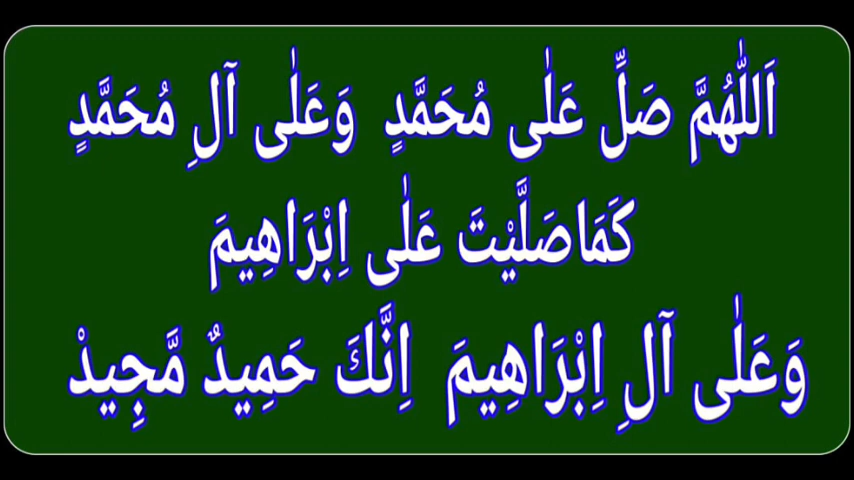 اَللّٰهُمَّ صَلِّ عَلٰى مُحَمَّدٍ وَعَلٰى آلِ مُحَمَّدٍ
كَمَاصَلَّيْتَ عَلٰى اِبْرَاهِيمَ
وَعَلٰى آلِ اِبْرَاهِيمَ اِنَّكَ حَمِيدٌ مَّجِيدْ